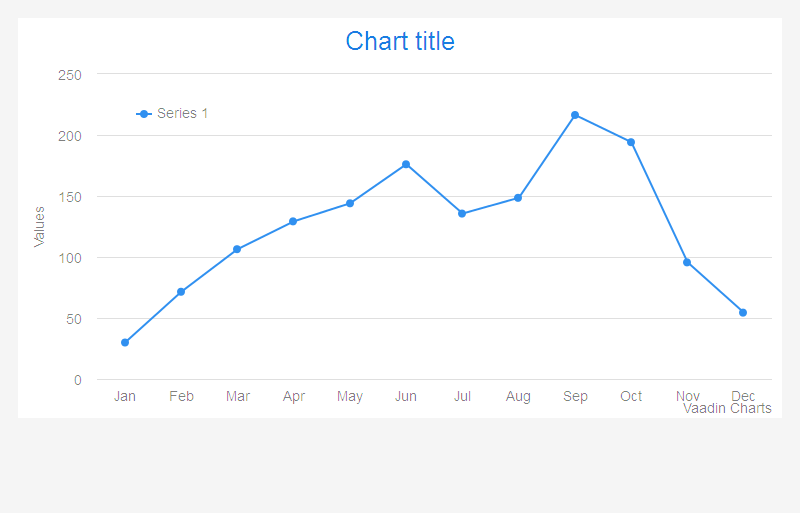 Chart title
250
Series 1
200
150
Values
100
50
0
Jan Feb Mar Apr May Jun Jul Aug Sep Oct Nov Dec
Vaadin Charts